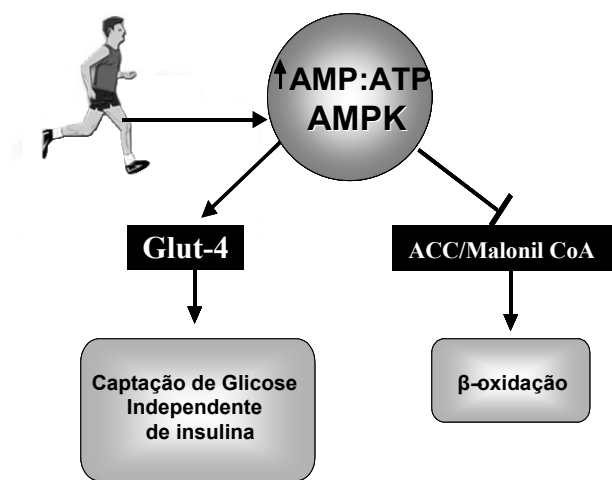 ↑AMP:ATP
AMPK
Glut-4
ACC/Malonil CoA
Captação de Glicose
Independente
de insulina
β-oxidação